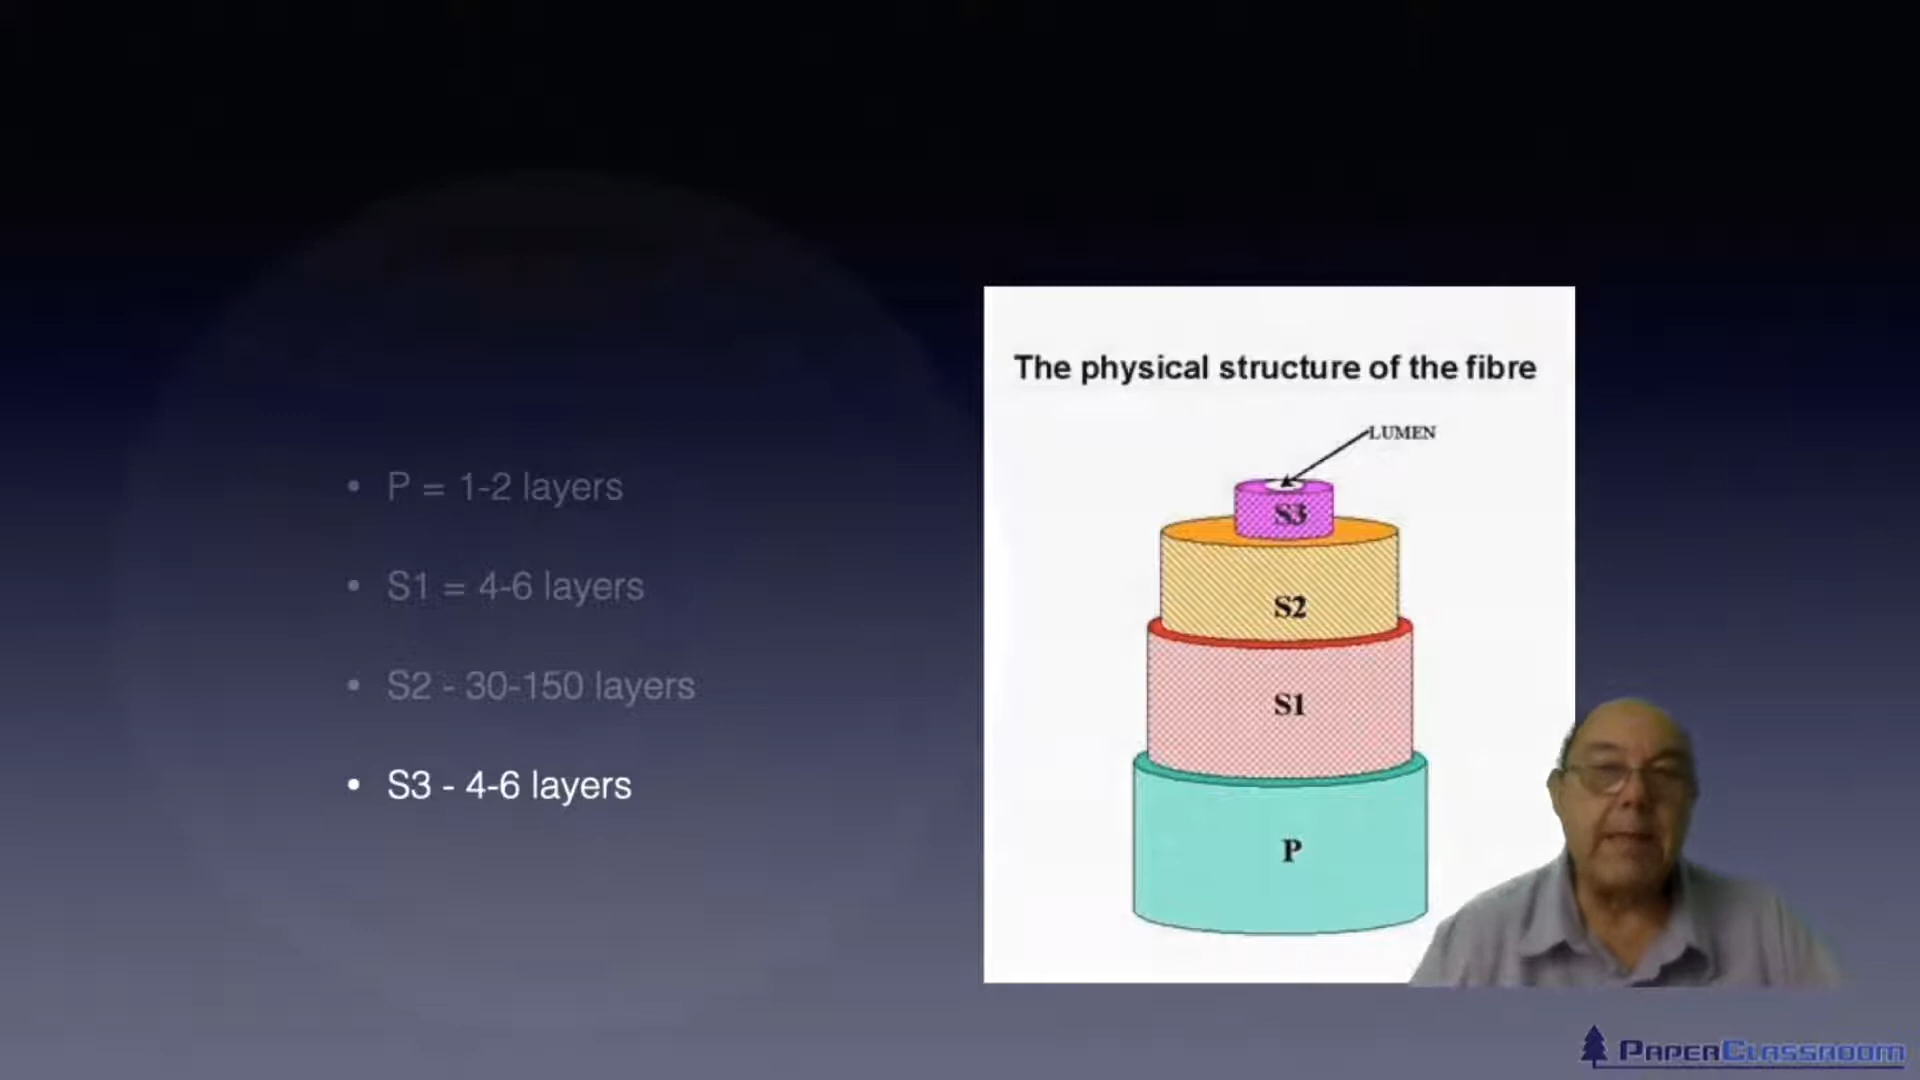 The physical structure of the fibre
LUMEN
S3
S2
S1
P
• P = 1-2 layers
• S1 = 4-6 layers
• S2 - 30-150 layers
• S3 - 4-6 layers
PAPERCLASSROOM